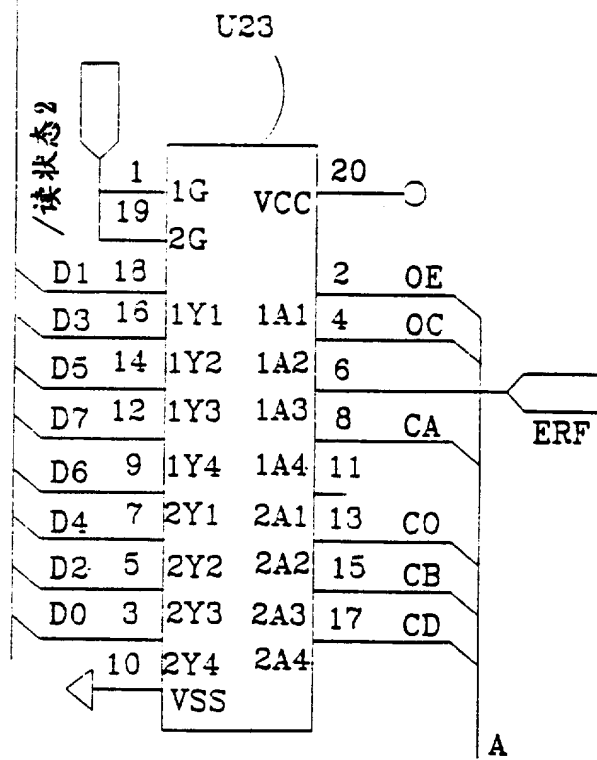 U23
/读状态2
1 1G VCC 20
19 2G
D1 18 2 OE
D3 16 1Y1 1A1 4 OC
D5 14 1Y2 1A2 6
D7 12 1Y3 1A3 8 CA
ERF
D6 9 1Y4 1A4 11
D4 7 2Y1 2A1 13 CO
D2 5 2Y2 2A2 15 CB
D0 3 2Y3 2A3 17 CD
10 2Y4 2A4
VSS
A